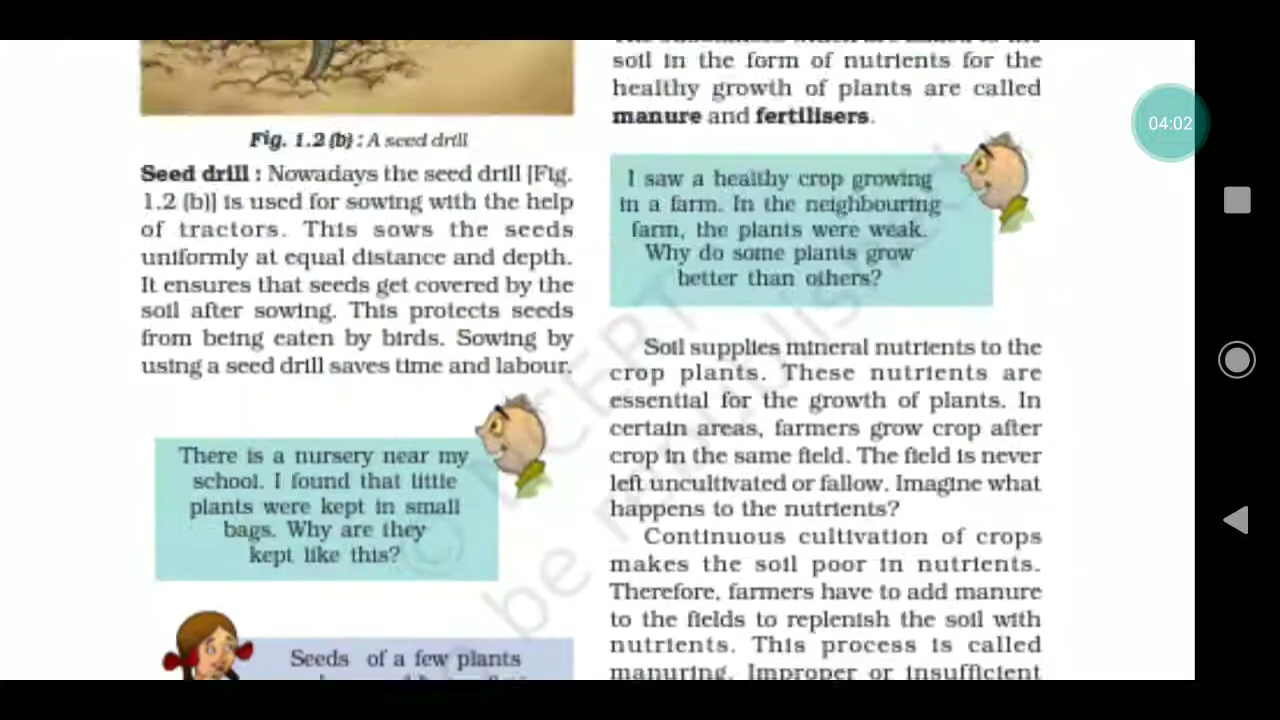 Fig. 1.2 (b) : A seed drill
Seed drill : Nowadays the seed drill [Fig.
1.2 (b)] is used for sowing with the help
of tractors. This sows the seeds
uniformly at equal distance and depth.
It ensures that seeds get covered by the
soil after sowing. This protects seeds
from being eaten by birds. Sowing by
using a seed drill saves time and labour.
There is a nursery near my
school. I found that little
plants were kept in small
bags. Why are they
kept like this?
Seeds of a few plants
soil in the form of nutrients for the
healthy growth of plants are called
manure and fertilisers.
I saw a healthy crop growing
in a farm. In the neighbouring
farm, the plants were weak.
Why do some plants grow
better than others?
Soil supplies mineral nutrients to the
crop plants. These nutrients are
essential for the growth of plants. In
certain areas, farmers grow crop after
crop in the same field. The field is never
left uncultivated or fallow. Imagine what
happens to the nutrients?
Continuous cultivation of crops
makes the soil poor in nutrients.
Therefore, farmers have to add manure
to the fields to replenish the soil with
nutrients. This process is called
manuring. Improper or insufficient
04:02
© NCERT
be republished